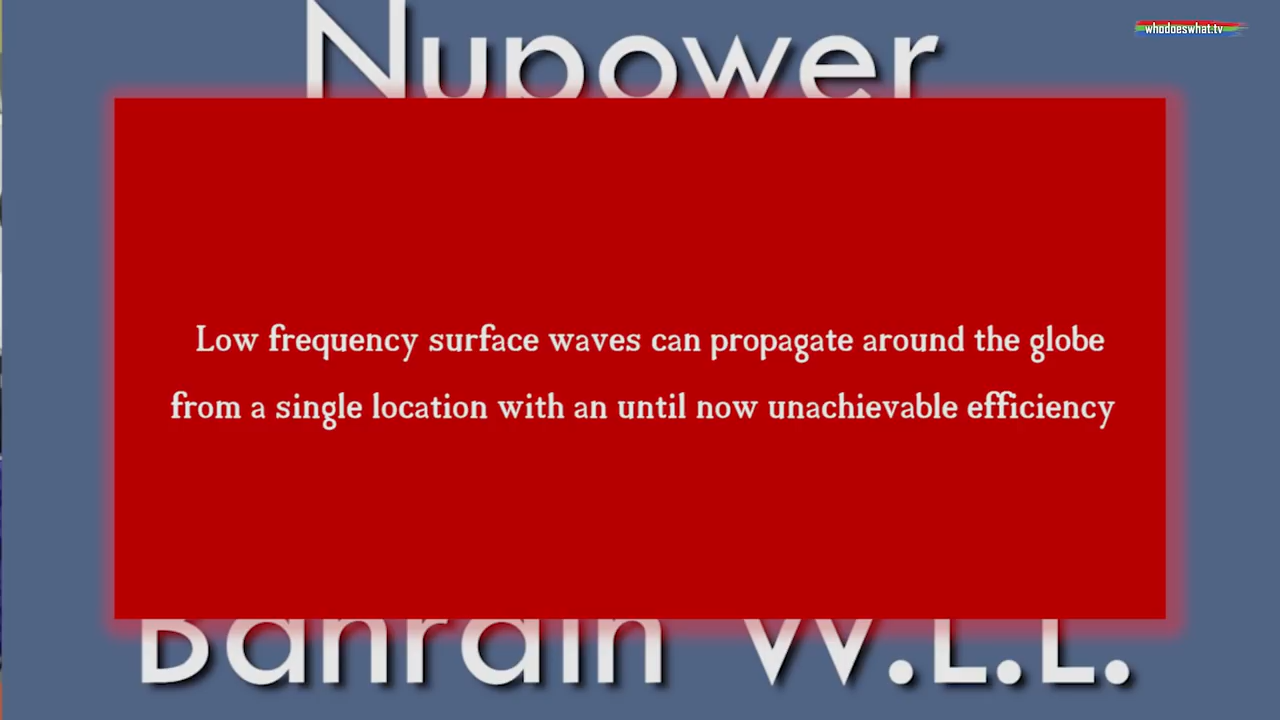 whodoeswhat.tv
Nupower
Low frequency surface waves can propagate around the globe
from a single location with an until now unachievable efficiency
Bahrain W.L.L.